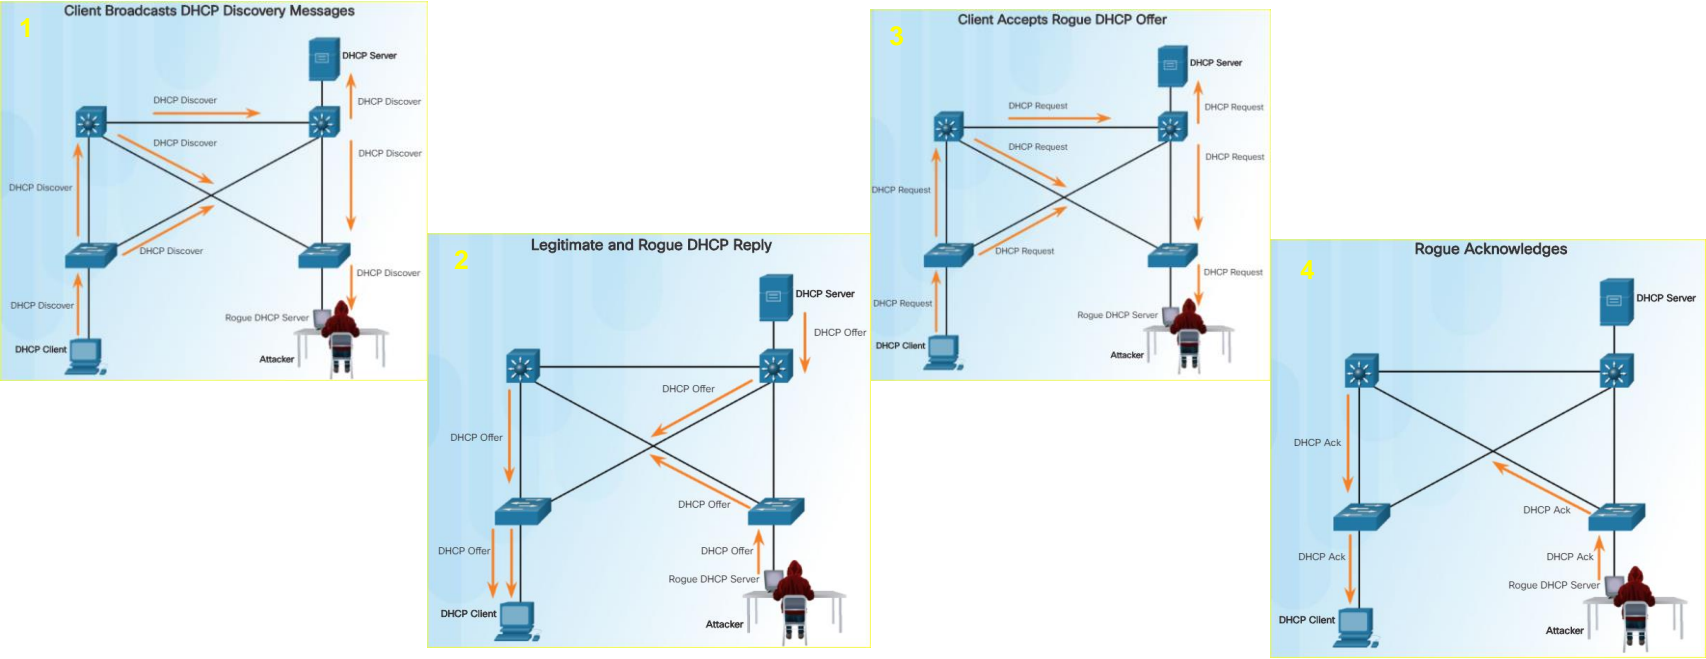 Client Broadcasts DHCP Discovery Messages
1
DHCP Server
DHCP Discover
DHCP Discover
DHCP Discover
DHCP Discover
DHCP Discover
DHCP Discover
DHCP Discover
DHCP Discover
Rogue DHCP Server
DHCP Client
Attacker
Legitimate and Rogue DHCP Reply
2
DHCP Server
DHCP Offer
DHCP Offer
DHCP Offer
DHCP Offer
DHCP Offer
DHCP Offer
Rogue DHCP Server
DHCP Client
Attacker
Client Accepts Rogue DHCP Offer
3
DHCP Server
DHCP Request
DHCP Request
DHCP Request
DHCP Request
DHCP Request
DHCP Request
DHCP Request
DHCP Request
Rogue DHCP Server
DHCP Client
Attacker
Rogue Acknowledges
4
DHCP Server
DHCP Ack
DHCP Ack
DHCP Ack
DHCP Ack
Rogue DHCP Server
DHCP Client
Attacker